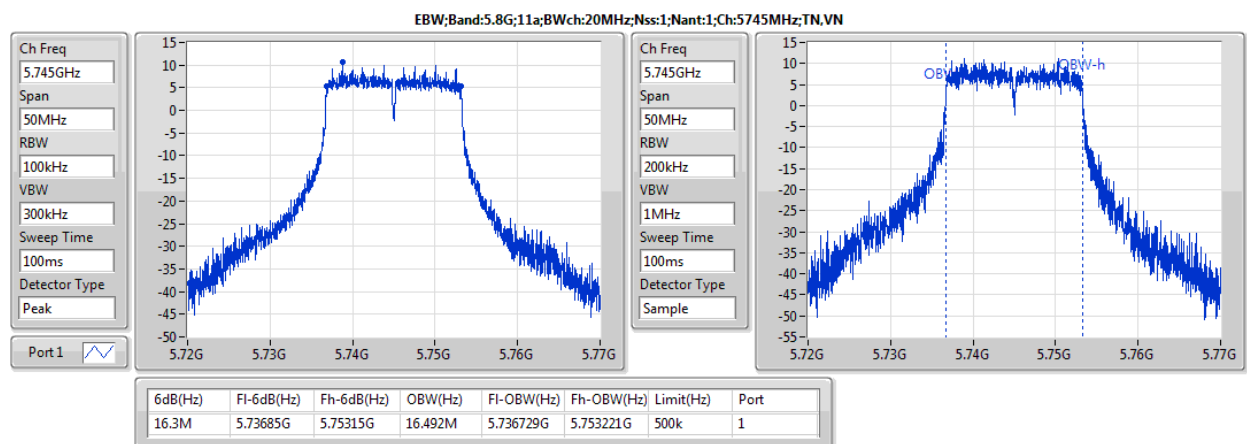 EBW;Band:5.8G;11a;BWch:20MHz;Nss:1;Nant:1;Ch:5745MHz;TN,VN
Ch Freq
5.745GHz
Span
50MHz
RBW
100kHz
VBW
300kHz
Sweep Time
100ms
Detector Type
Peak
Port 1
15
10
5
0
-5
-10
-15
-20
-25
-30
-35
-40
-45
-50
5.72G 5.73G 5.74G 5.75G 5.76G 5.77G
Ch Freq
5.745GHz
Span
50MHz
RBW
200kHz
VBW
1MHz
Sweep Time
100ms
Detector Type
Sample
15
10
5
0
-5
-10
-15
-20
-25
-30
-35
-40
-45
-50
-55
OBW-h
5.72G 5.73G 5.74G 5.75G 5.76G 5.77G
6dB(Hz) Fl-6dB(Hz) Fh-6dB(Hz) OBW(Hz) Fl-OBW(Hz) Fh-OBW(Hz) Limit(Hz) Port
16.3M 5.73685G 5.75315G 16.492M 5.736729G 5.753221G 500k 1